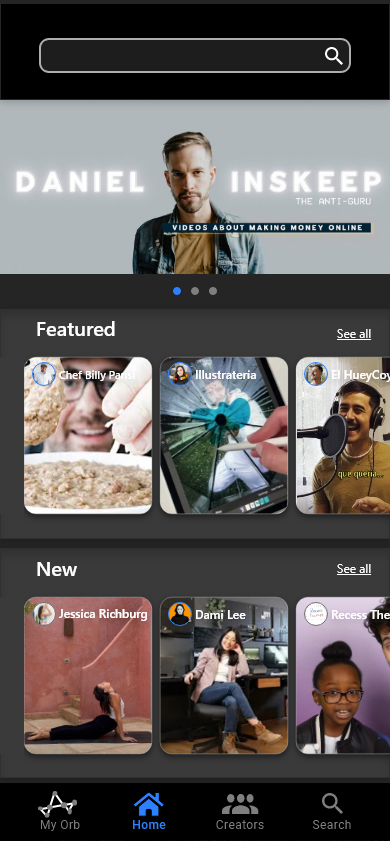 DANIEL INSKEEP
THE ANTI-GURU
VIDEOS ABOUT MAKING MONEY ONLINE
Featured
See all
Chef Billy Parisi
Illustrateria
El HueyCoy
que quería...
New
See all
Jessica Richburg
Dami Lee
Recess The
My Orb
Home
Creators
Search